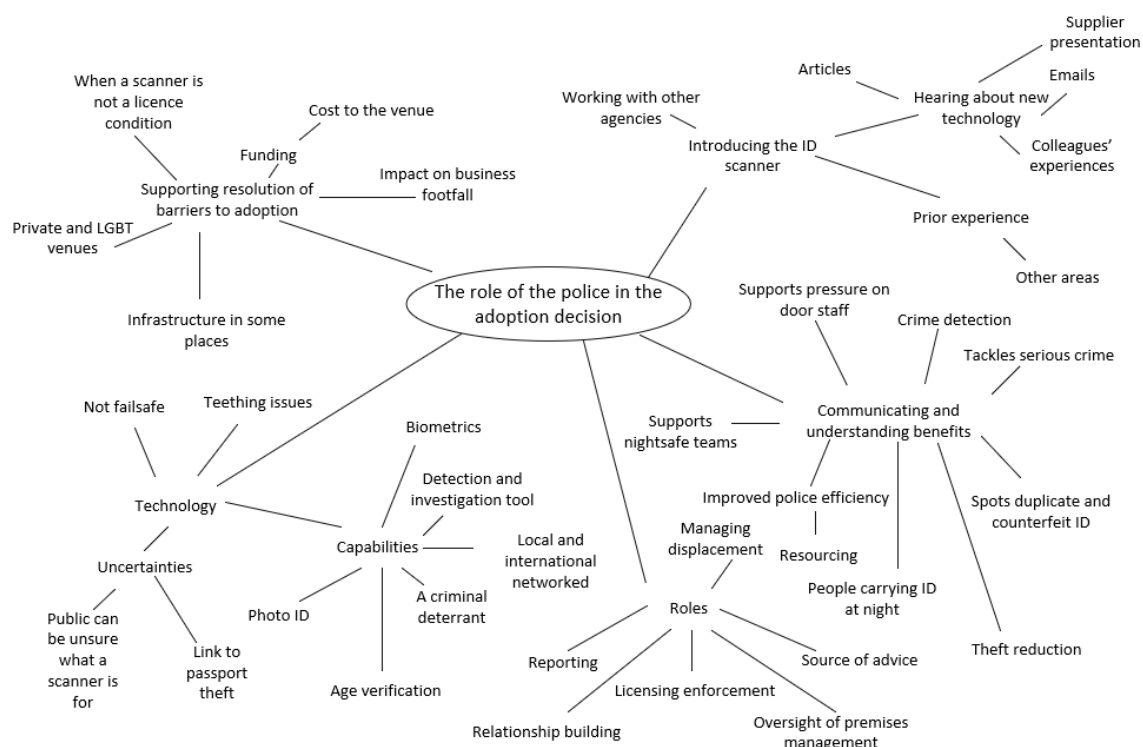 Supplier
presentation
Articles
Emails
When a scanner is
not a licence
condition
Working with other
agencies
Hearing about new
technology
Cost to the venue
Introducing the ID
scanner
Colleagues'
experiences
Funding
Supporting resolution of
barriers to adoption
Impact on business
footfall
Private and LGBT
venues
Prior experience
Other areas
The role of the police in the
adoption decision
Infrastructure in some
places
Supports pressure on
door staff
Crime detection
Tackles serious crime
Not failsafe
Teething issues
Communicating and
understanding benefits
Supports
nightsafe teams
Biometrics
Detection and
investigation tool
Technology
Improved police efficiency
Spots duplicate and
counterfeit ID
Managing
displacement
Resourcing
Capabilities
Local and
international
networked
Uncertainties
People carrying ID
at night
A criminal
deterrant
Photo ID
Roles
Public can
be unsure
what a
scanner is
for
Link to
passport
theft
Age verification
Reporting
Licensing enforcement
Source of advice
Theft reduction
Relationship building
Oversight of premises
management